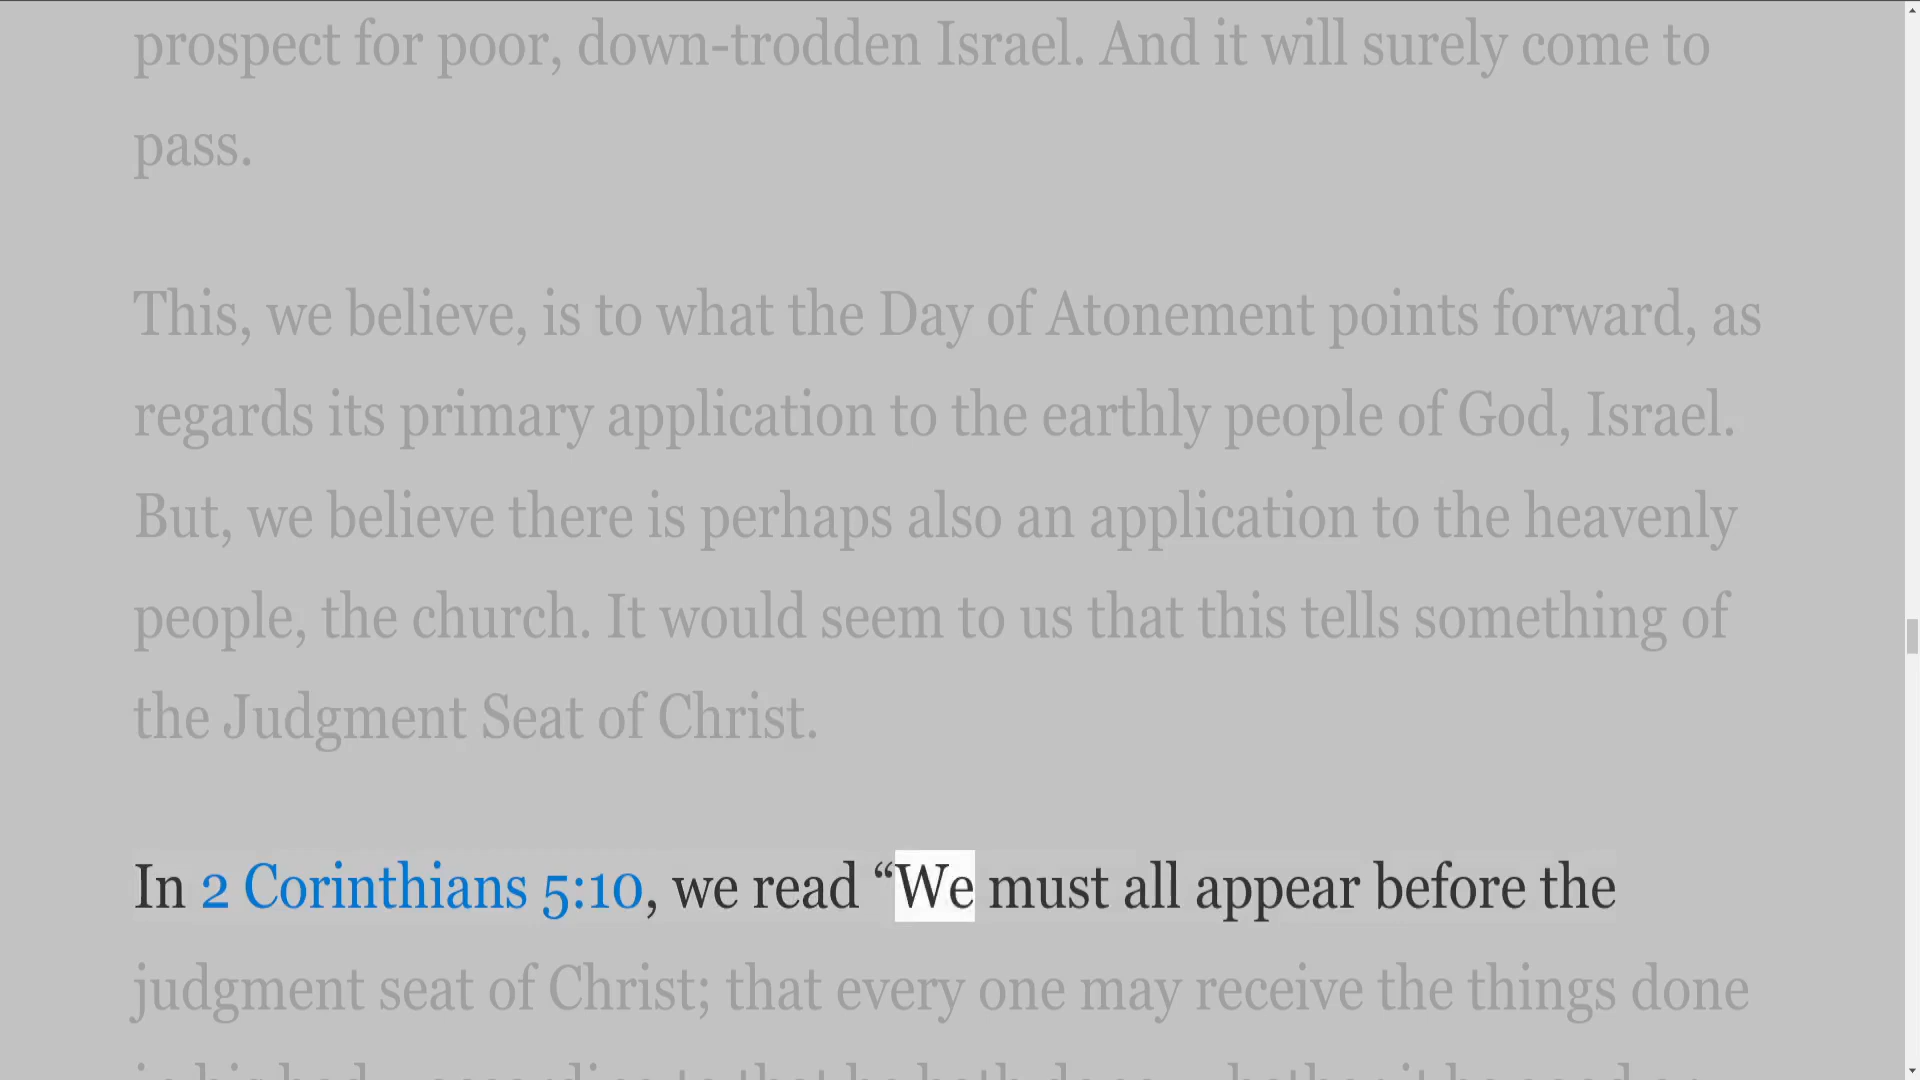 prospect for poor, down-trodden Israel. And it will surely come to
pass.
This, we believe, is to what the Day of Atonement points forward, as
regards its primary application to the earthly people of God, Israel.
But, we believe there is perhaps also an application to the heavenly
people, the church. It would seem to us that this tells something of
the Judgment Seat of Christ.
In 2 Corinthians 5:10, we read “We must all appear before the
judgment seat of Christ; that every one may receive the things done